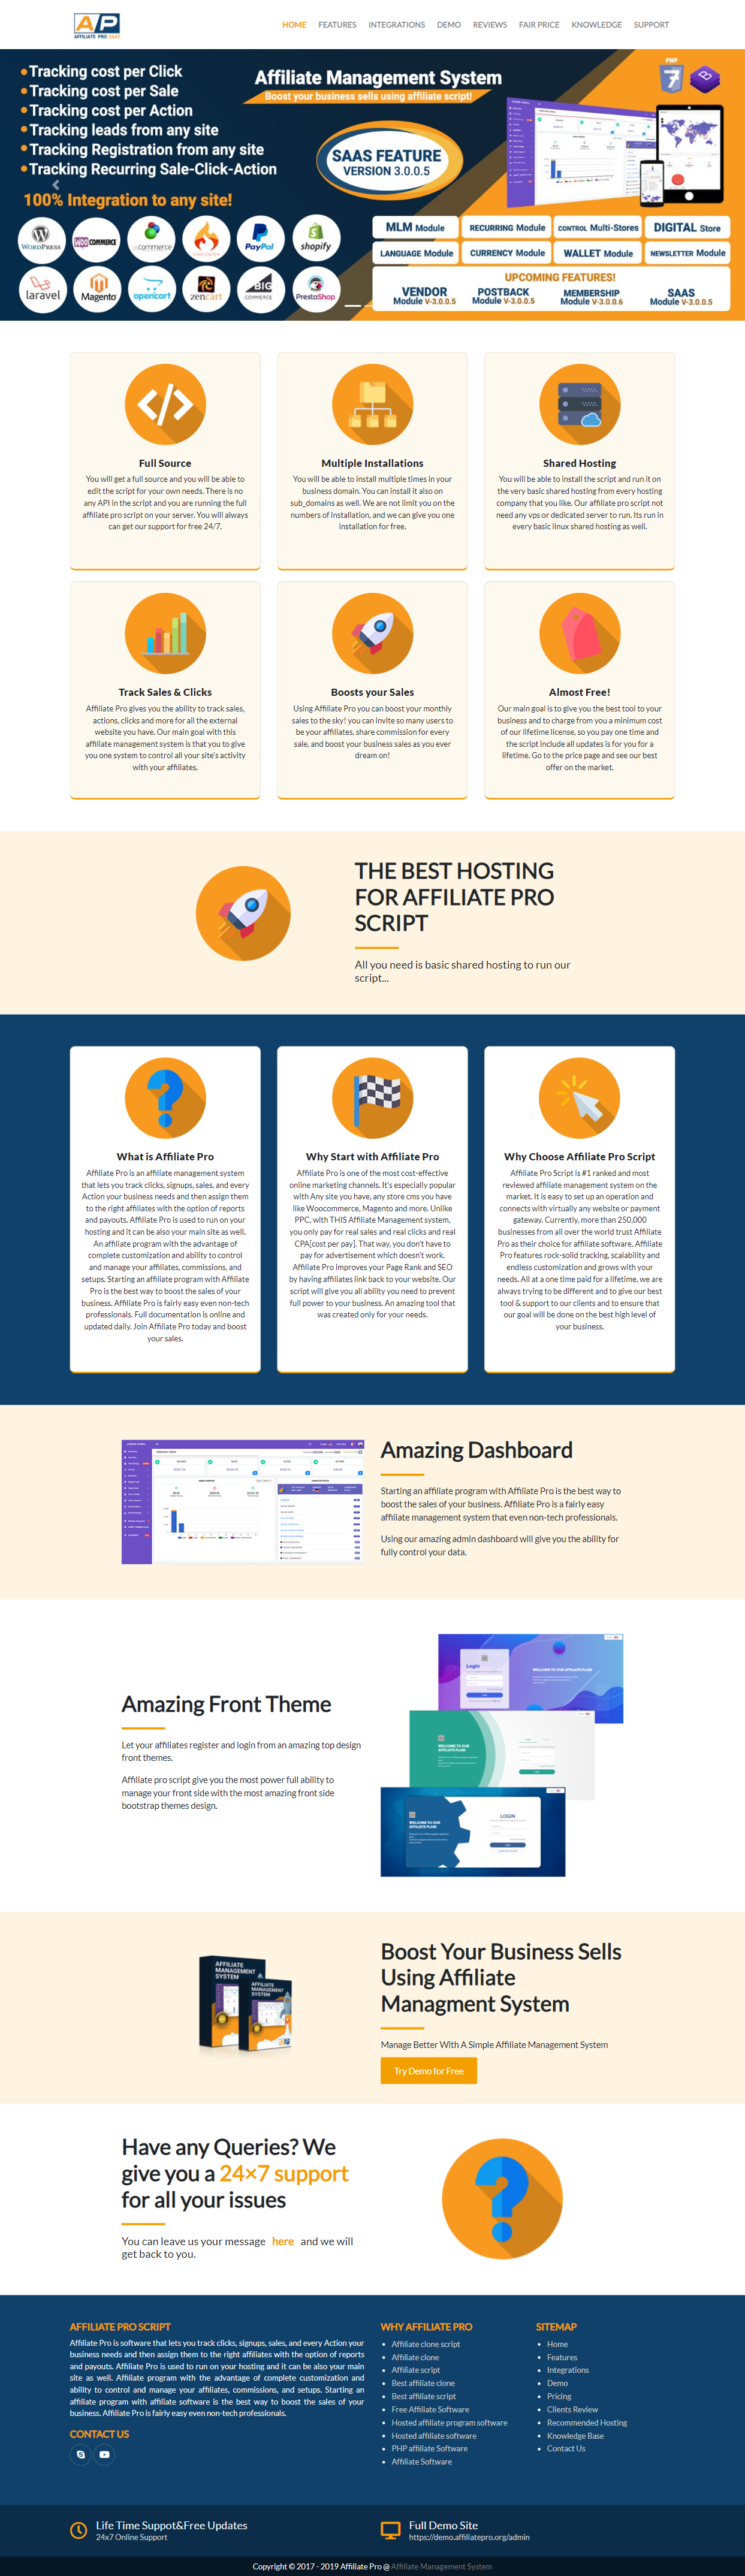 AP
AFFILIATE PRO SAAS
HOME FEATURES INTEGRATIONS DEMO REVIEWS FAIR PRICE KNOWLEDGE SUPPORT
Tracking cost per Click
Tracking cost per Sale
Tracking cost per Action
Tracking leads from any site
Tracking Registration from any site
Tracking Recurring Sale-Click-Action
100% Integration to any site!
Affiliate Management System
Boost your business sells using affiliate script!
SAAS FEATURE
VERSION 3.0.0.5
PHP
7
WORDPRESS WOOCOMMERCE PayPal shopify
laravel Magento opencart zencart BIG COMMERCE PrestaShop
MLM Module RECURRING Module CONTROL Multi-Stores DIGITAL Store
LANGUAGE Module CURRENCY Module WALLET Module NEWSLETTER Module
UPCOMING FEATURES!
VENDOR POSTBACK MEMBERSHIP SAAS
Module V-3.0.0.5 Module V-3.0.0.5 Module V-3.0.0.6 Module V-3.0.0.5
Full Source
You will get a full source and you will be able to
edit the script for your own needs. There is no
any API in the script and you are running the full
affiliate pro script on your server. You will always
can get our support for free 24/7.
Multiple Installations
You will be able to install multiple times in your
business domain. You can install it also on
sub_domains as well. We are not limit you on the
numbers of installation, and we can give you one
installation for free.
Shared Hosting
You will be able to install the script and run it on
the very basic shared hosting from every hosting
company that you like. Our affiliate pro script not
need any vps or dedicated server to run. Its run in
every basic linux shared hosting as well.
Track Sales & Clicks
Affiliate Pro gives you the ability to track sales,
actions, clicks and more for all the external
website you have. Our main goal with this
affiliate management system is that you to give
you one system to control all your site's activity
with your affiliates.
Boosts your Sales
Using Affiliate Pro you can boost your monthly
sales to the sky! you can invite so many users to
be your affiliates, share commission for every
sale, and boost your business sales as you ever
dream on!
Almost Free!
Our main goal is to give you the best tool to your
business and to charge from you a minimum cost
of our lifetime license, so you pay one time and
the script include all updates is for you for a
lifetime. Go to the price page and see our best
offer on the market.
THE BEST HOSTING
FOR AFFILIATE PRO
SCRIPT
All you need is basic shared hosting to run our
script...
What is Affiliate Pro
Affiliate Pro is an affiliate management system
that lets you track clicks, signups, sales, and every
Action your business needs and then assign them
to the right affiliates with the option of reports
and payouts. Affiliate Pro is used to run on your
hosting and it can be also your main site as well.
An affiliate program with the advantage of
complete customization and ability to control
and manage your affiliates, commissions, and
setups. Starting an affiliate program with Affiliate
Pro is the best way to boost the sales of your
business. Affiliate Pro is fairly easy even non-tech
professionals. Full documentation is online and
updated daily. Join Affiliate Pro today and boost
your sales.
Why Start with Affiliate Pro
Affiliate Pro is one of the most cost-effective
online marketing channels. It's especially popular
with Any site you have, any store cms you have
like Woocommerce, Magento and more. Unlike
PPC, with THIS Affiliate Management system,
you only pay for real sales and real clicks and real
CPA[cost per pay]. That way, you don't have to
pay for advertisement which doesn't work.
Affiliate Pro improves your Page Rank and SEO
by having affiliates link back to your website. Our
script will give you all ability you need to prevent
full power to your business. An amazing tool that
was created only for your needs.
Why Choose Affiliate Pro Script
Affiliate Pro Script is #1 ranked and most
reviewed affiliate management system on the
market. It is easy to set up an operation and
connects with virtually any website or payment
gateway. Currently, more than 250,000
businesses from all over the world trust Affiliate
Pro as their choice for affiliate software. Affiliate
Pro features rock-solid tracking, scalability and
endless customization and grows with your
needs. All at a one time paid for a lifetime. we are
always trying to be different and to give our best
tool & support to our clients and to ensure that
our goal will be done on the best high level of
your business.
Amazing Dashboard
Starting an affiliate program with Affiliate Pro is the best way to
boost the sales of your business. Affiliate Pro is a fairly easy
affiliate management system that even non-tech professionals.
Using our amazing admin dashboard will give you the ability for
fully control your data.
Amazing Front Theme
Let your affiliates register and login from an amazing top design
front themes.
Affiliate pro script give you the most power full ability to
manage your front side with the most amazing front side
bootstrap themes design.
Login
WELCOME TO OUR AFFILIATE PLAN
WELCOME TO OUR
AFFILIATE PLAN
WELCOME TO OUR
AFFILIATE PLAN
LOGIN
AFFILIATE
MANAGEMENT
SYSTEM
AFFILIATE
MANAGEMENT
SYSTEM
Boost Your Business Sells
Using Affiliate
Managment System
Manage Better With A Simple Affiliate Management System
Try Demo for Free
Have any Queries? We
give you a 24×7 support
for all your issues
You can leave us your message here and we will
get back to you.
AFFILIATE PRO SCRIPT
Affiliate Pro is software that lets you track clicks, signups, sales, and every Action your
business needs and then assign them to the right affiliates with the option of reports
and payouts. Affiliate Pro is used to run on your hosting and it can be also your main
site as well. Affiliate program with the advantage of complete customization and
ability to control and manage your affiliates, commissions, and setups. Starting an
affiliate program with affiliate software is the best way to boost the sales of your
business. Affiliate Pro is fairly easy even non-tech professionals.
CONTACT US
WHY AFFILIATE PRO
Affiliate clone script
Affiliate clone
Affiliate script
Best affiliate clone
Best affiliate script
Free Affiliate Software
Hosted affiliate program software
Hosted affiliate software
PHP affiliate Software
Affiliate Software
SITEMAP
Home
Features
Integrations
Demo
Pricing
Clients Review
Recommended Hosting
Knowledge Base
Contact Us
Life Time Suppot&Free Updates
24x7 Online Support
Full Demo Site
https://demo.affiliatepro.org/admin
Copyright © 2017 - 2019 Affiliate Pro @ Affiliate Management System